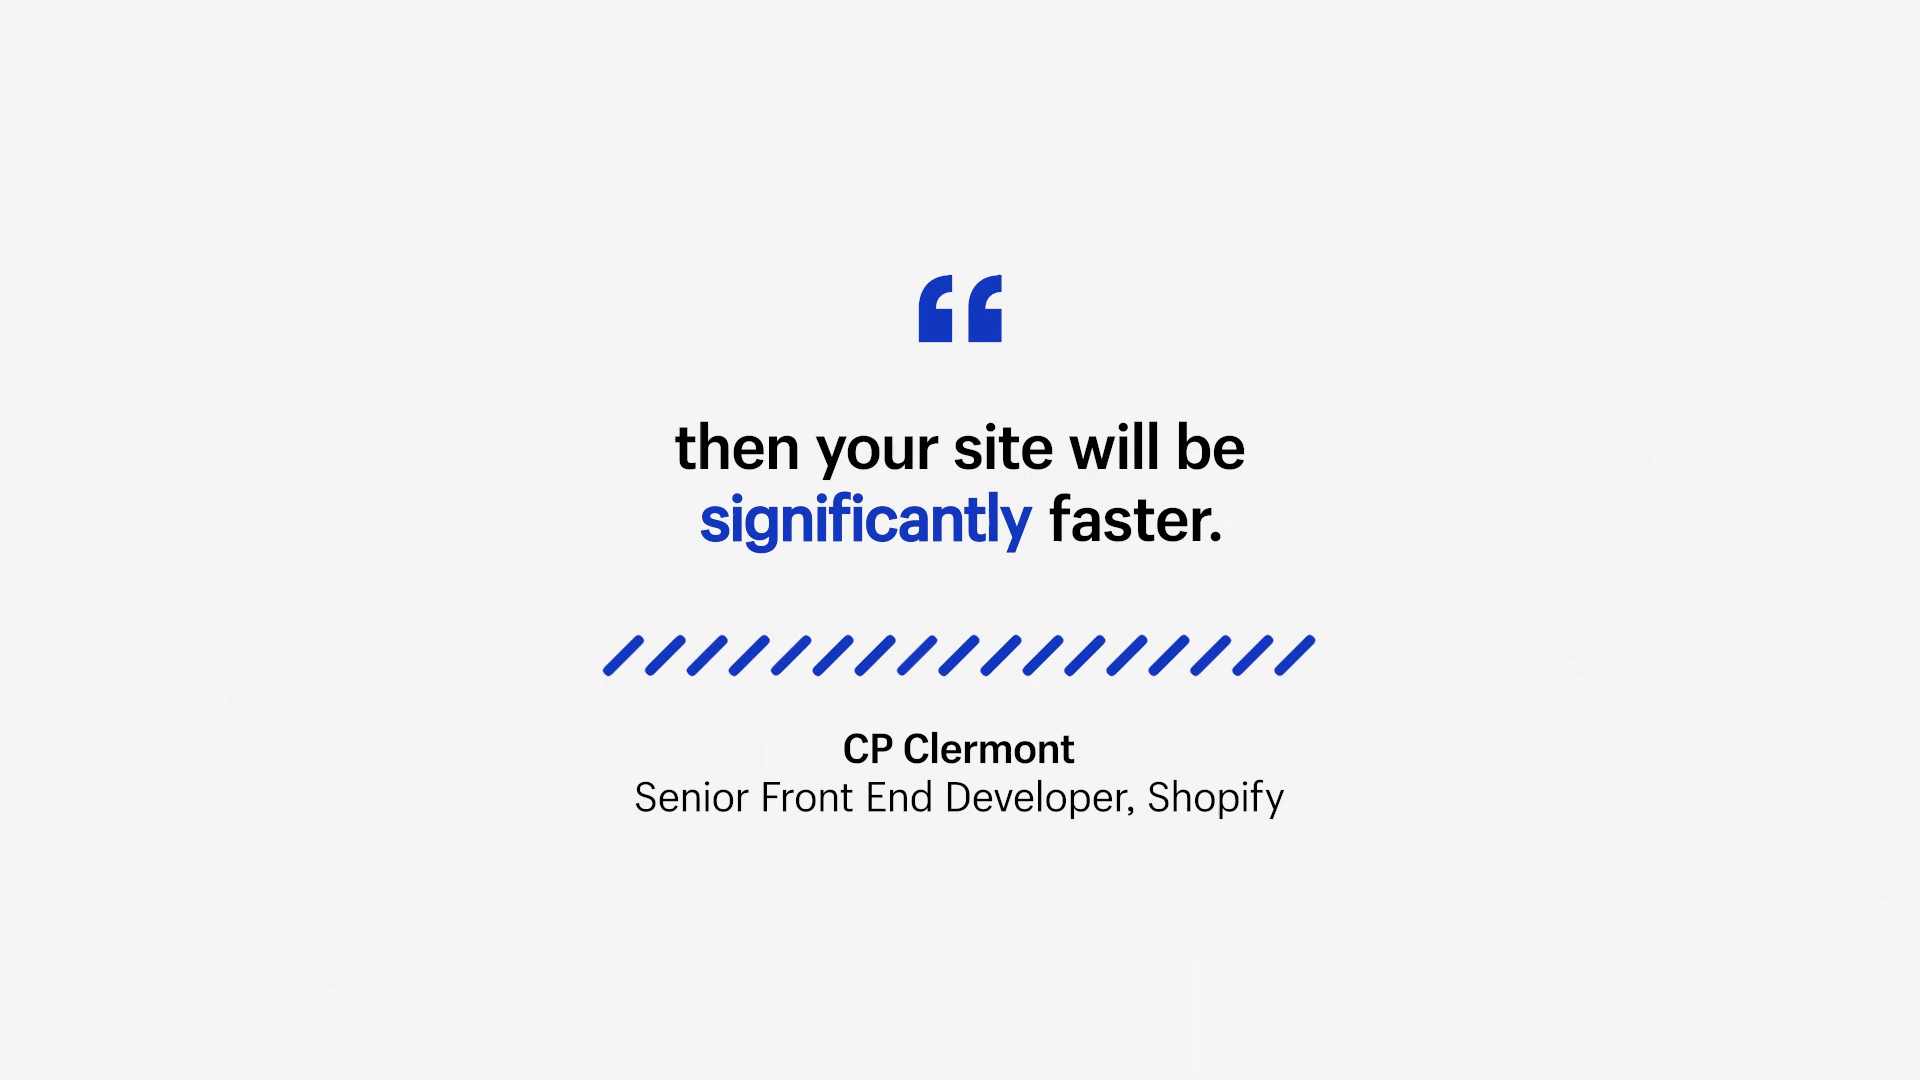 “
then your site will be
significantly faster.
CP Clermont
Senior Front End Developer, Shopify